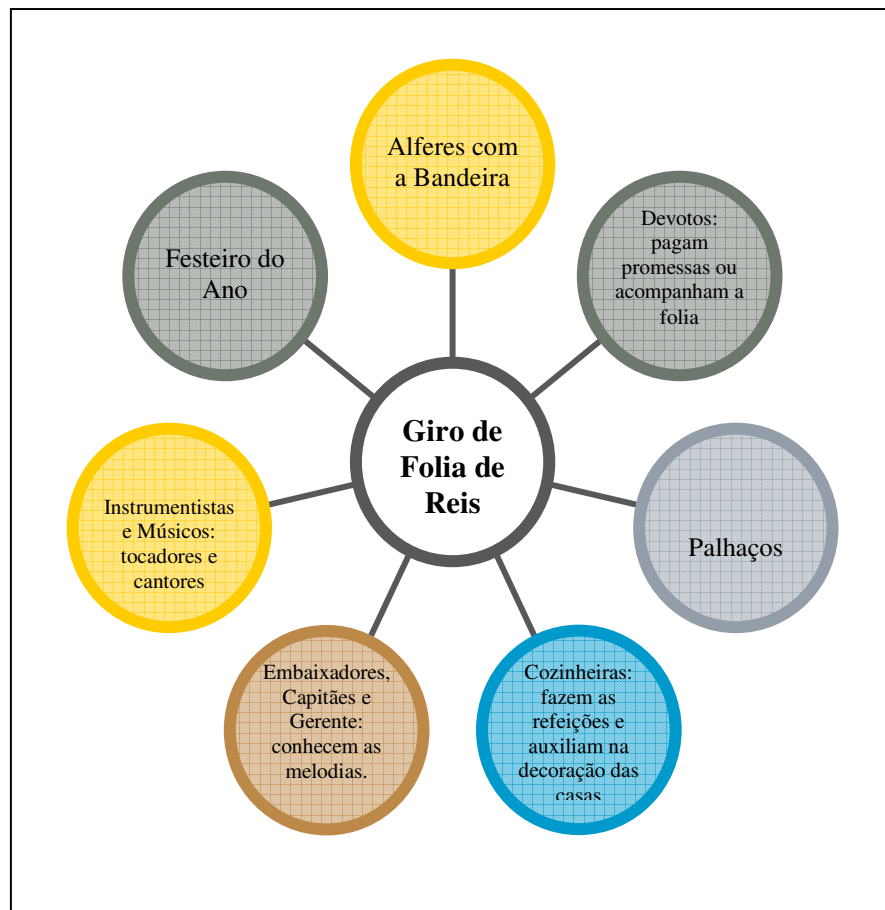 Alferes com
a Bandeira
Devotos:
pagam
promessas ou
acompanham a
folia
Festeiro do
Ano
Giro de
Folia de
Reis
Palhaços
Instrumentistas
e Músicos:
tocadores e
cantores
Embaixadores,
Capitães e
Gerente:
conhecem as
melodias.
Cozinheiras:
fazem as
refeições e
auxiliam na
decoração das
casas